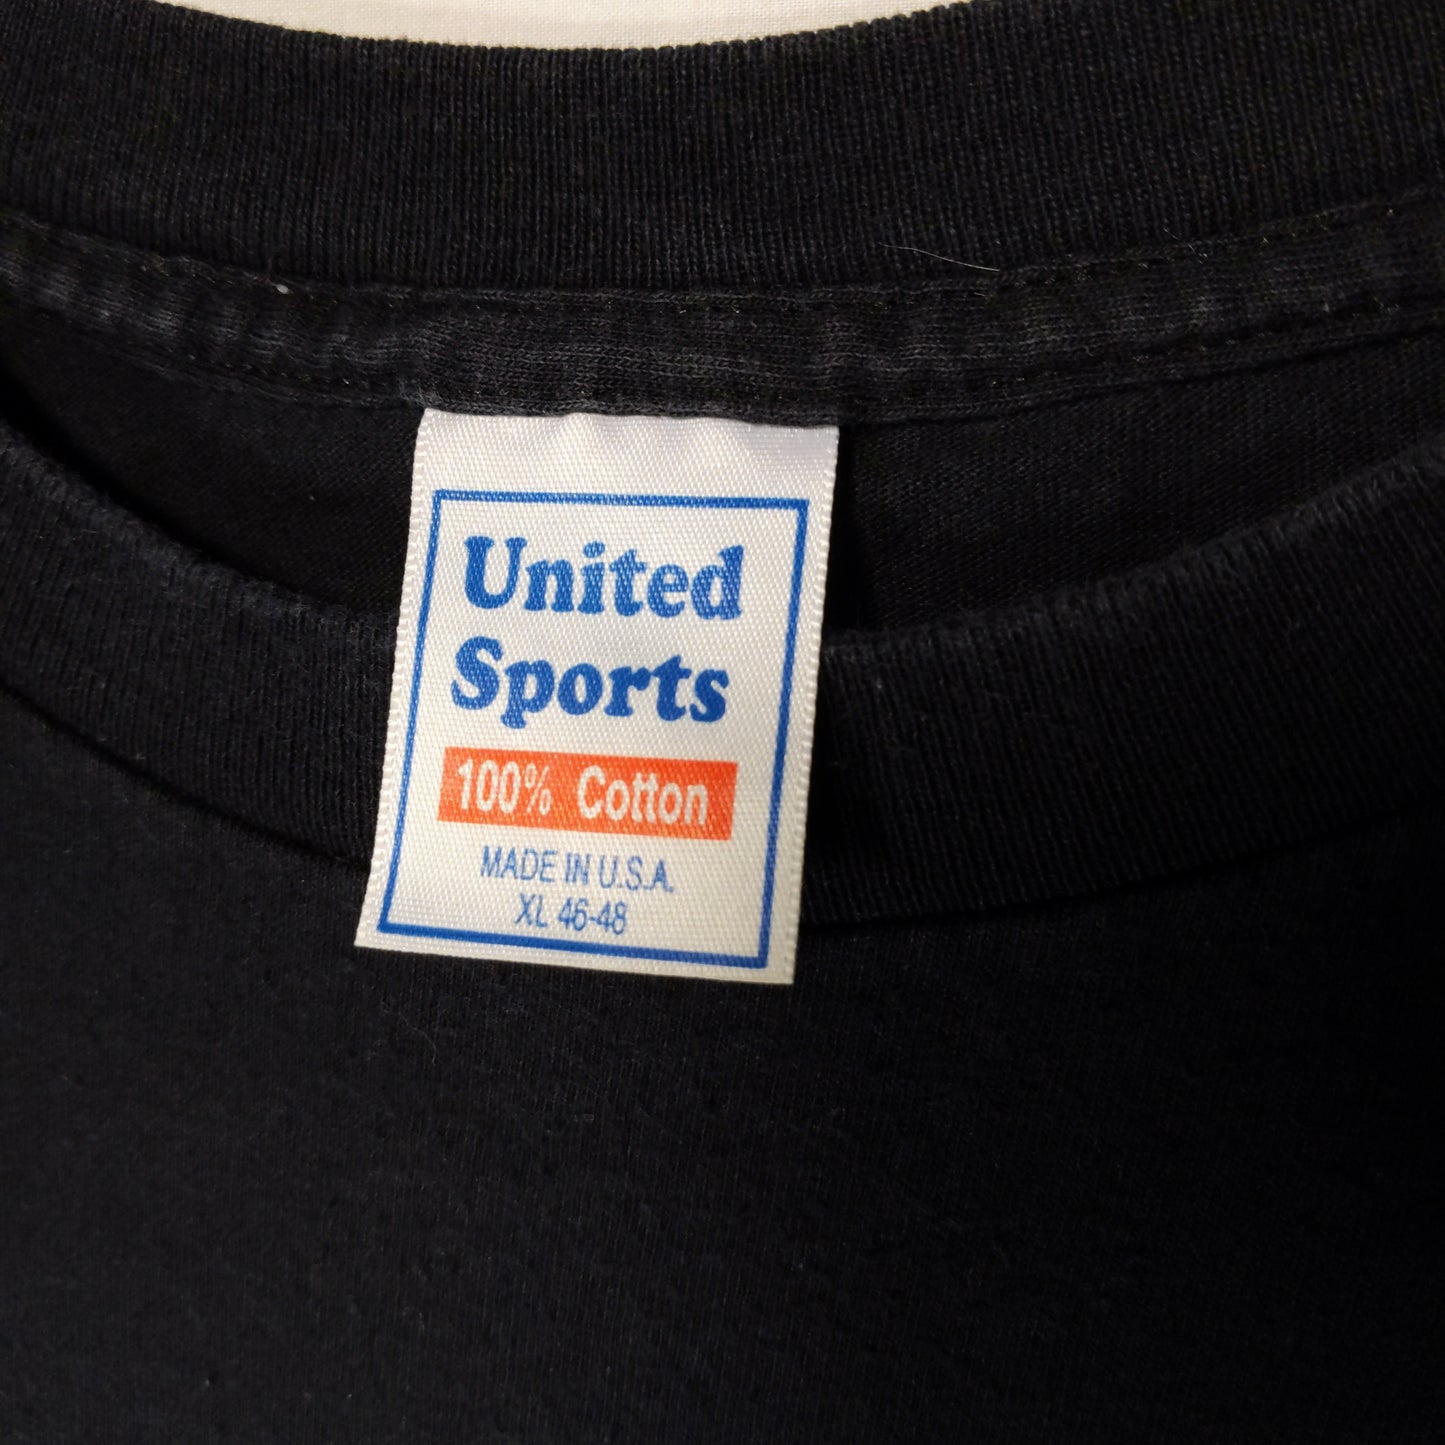 United
Sports
100% Cotton
MADE IN U.S.A.
XL 46-48